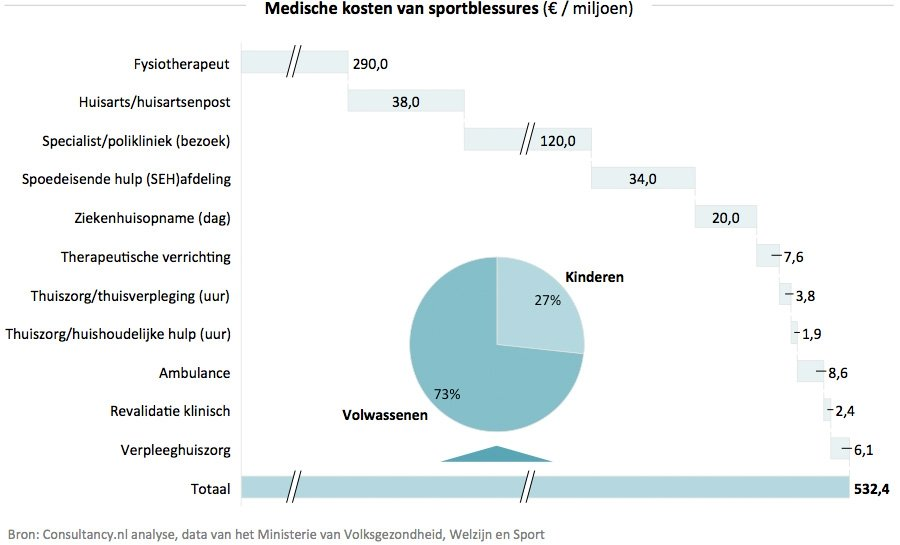 Medische kosten van sportblessures (€ / miljoen)
Fysiotherapeut 290,0
Huisarts/huisartsenpost 38,0
Specialist/polikliniek (bezoek) 120,0
Spoedeisende hulp (SEH)afdeling 34,0
Ziekenhuisopname (dag) 20,0
Therapeutische verrichting 7,6
Kinderen
Thuiszorg/thuisverpleging (uur) 27% 3,8
Thuiszorg/huishoudelijke hulp (uur) 1,9
Ambulance 8,6
73%
Revalidatie klinisch Volwassenen 2,4
Verpleeghuiszorg 6,1
Totaal 532,4
Bron: Consultancy.nl analyse, data van het Ministerie van Volksgezondheid, Welzijn en Sport